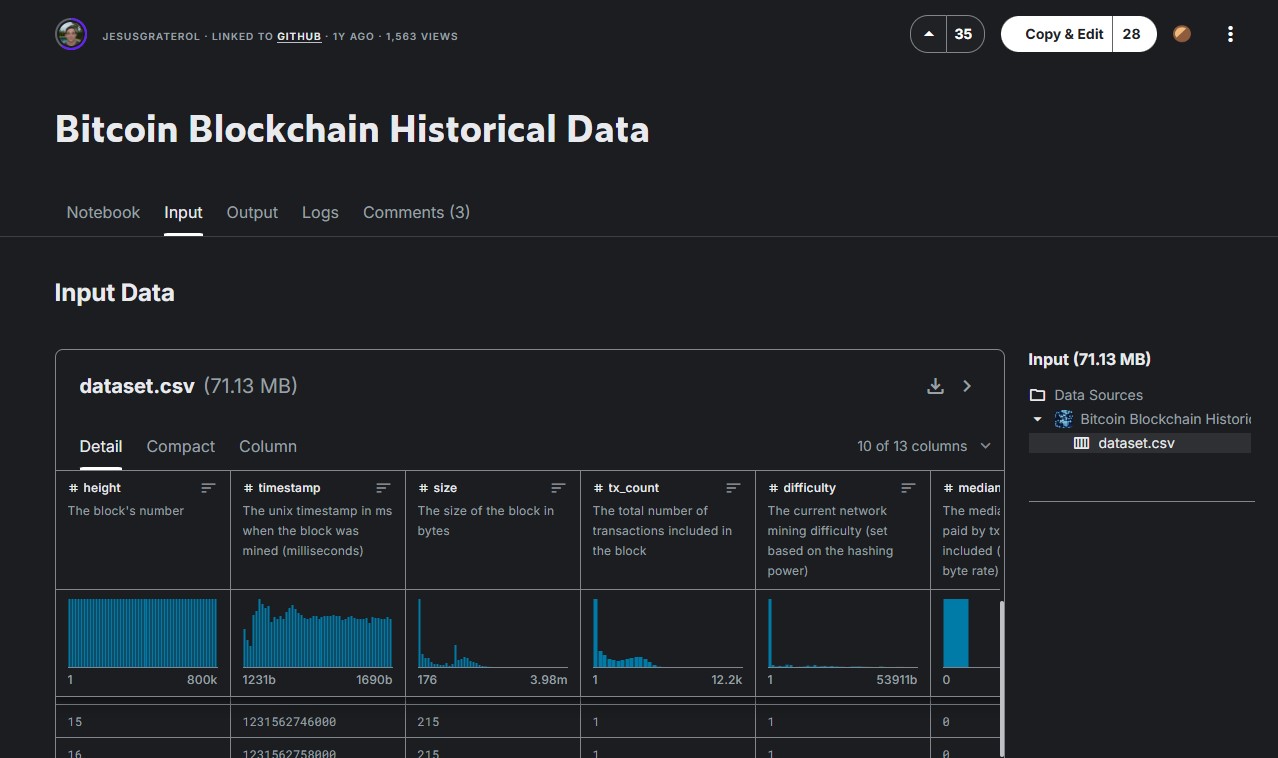 JESUSGRATEROL · LINKED TO GITHUB · 1Y AGO · 1,563 VIEWS
35
Copy & Edit 28
Bitcoin Blockchain Historical Data
Notebook Input Output Logs Comments (3)
Input Data
dataset.csv (71.13 MB)
Detail Compact Column 10 of 13 columns
# height
The block's number
# timestamp
The unix timestamp in ms
when the block was
mined (milliseconds)
# size
The size of the block in
bytes
# tx_count
The total number of
transactions included in
the block
# difficulty
The current network
mining difficulty (set
based on the hashing
power)
# median
The media
paid by tx
included (
byte rate)
1 800k
1231b 1690b
176 3.98m
1 12.2k
1 53911b
0
15 1231562746000 215 1 1 0
16 1231562758000 215 1 1 0
Input (71.13 MB)
Data Sources
Bitcoin Blockchain Historic
dataset.csv